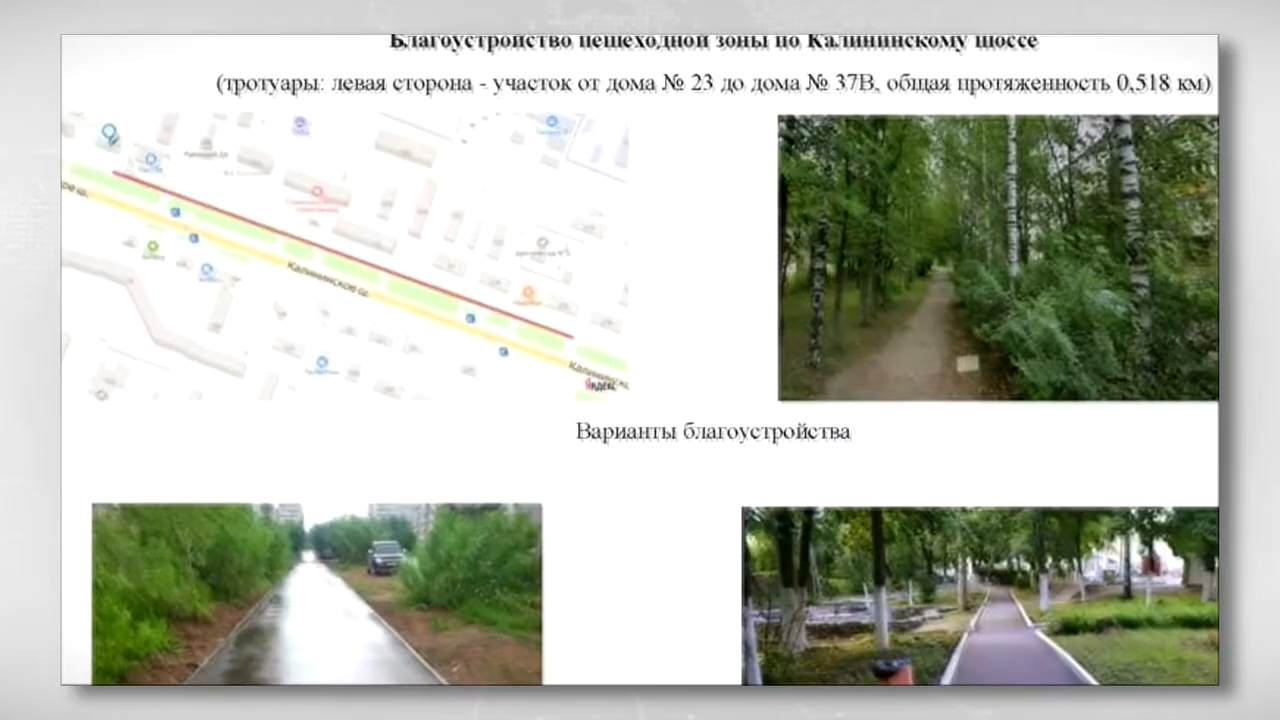 Благоустройство пешеходной зоны по Калининскому шоссе
(тротуары: левая сторона - участок от дома № 23 до дома № 37В, общая протяженность 0,518 км)
Калининское ш.
Яндекс
Варианты благоустройства